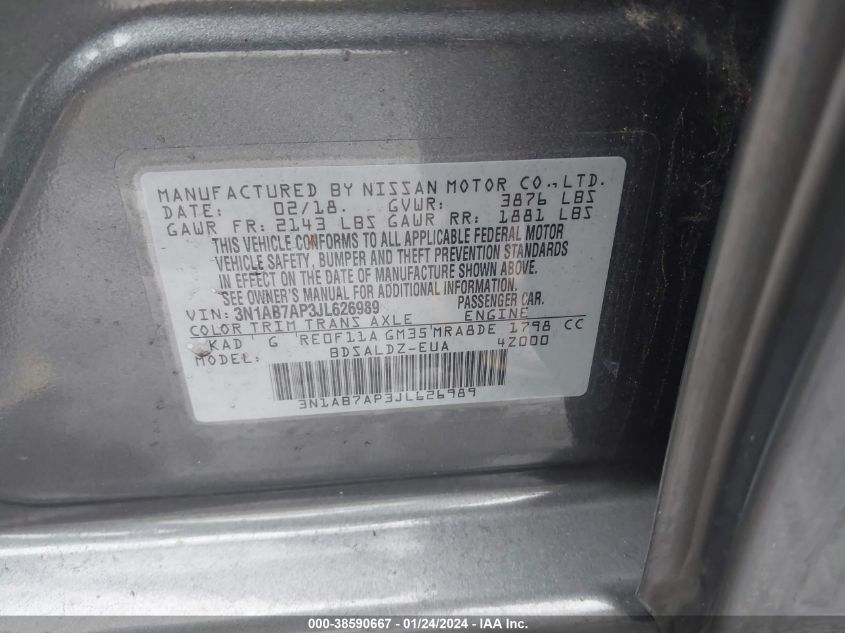 MANUFACTURED BY NISSAN MOTOR CO.,LTD.
DATE: 02/18. GVWR: 3876 LBS
GAWR FR: 2143 LBS GAWR RR: 1881 LBS
THIS VEHICLE CONFORMS TO ALL APPLICABLE FEDERAL MOTOR
VEHICLE SAFETY, BUMPER AND THEFT PREVENTION STANDARDS
IN EFFECT ON THE DATE OF MANUFACTURE SHOWN ABOVE.
SEE OWNER'S MANUAL FOR ADDITIONAL INFORMATION
VIN: 3N1AB7AP3JL626989 PASSENGER CAR.
COLOR TRIM TRANS AXLE ENGINE
KAD G RE0F11A GM35 MRA8DE 1798 CC
MODEL: BDSALDZ-EUA 4Z000
3N1AB7AP3JL626989
000-38590667 - 01/24/2024 - IAA Inc.